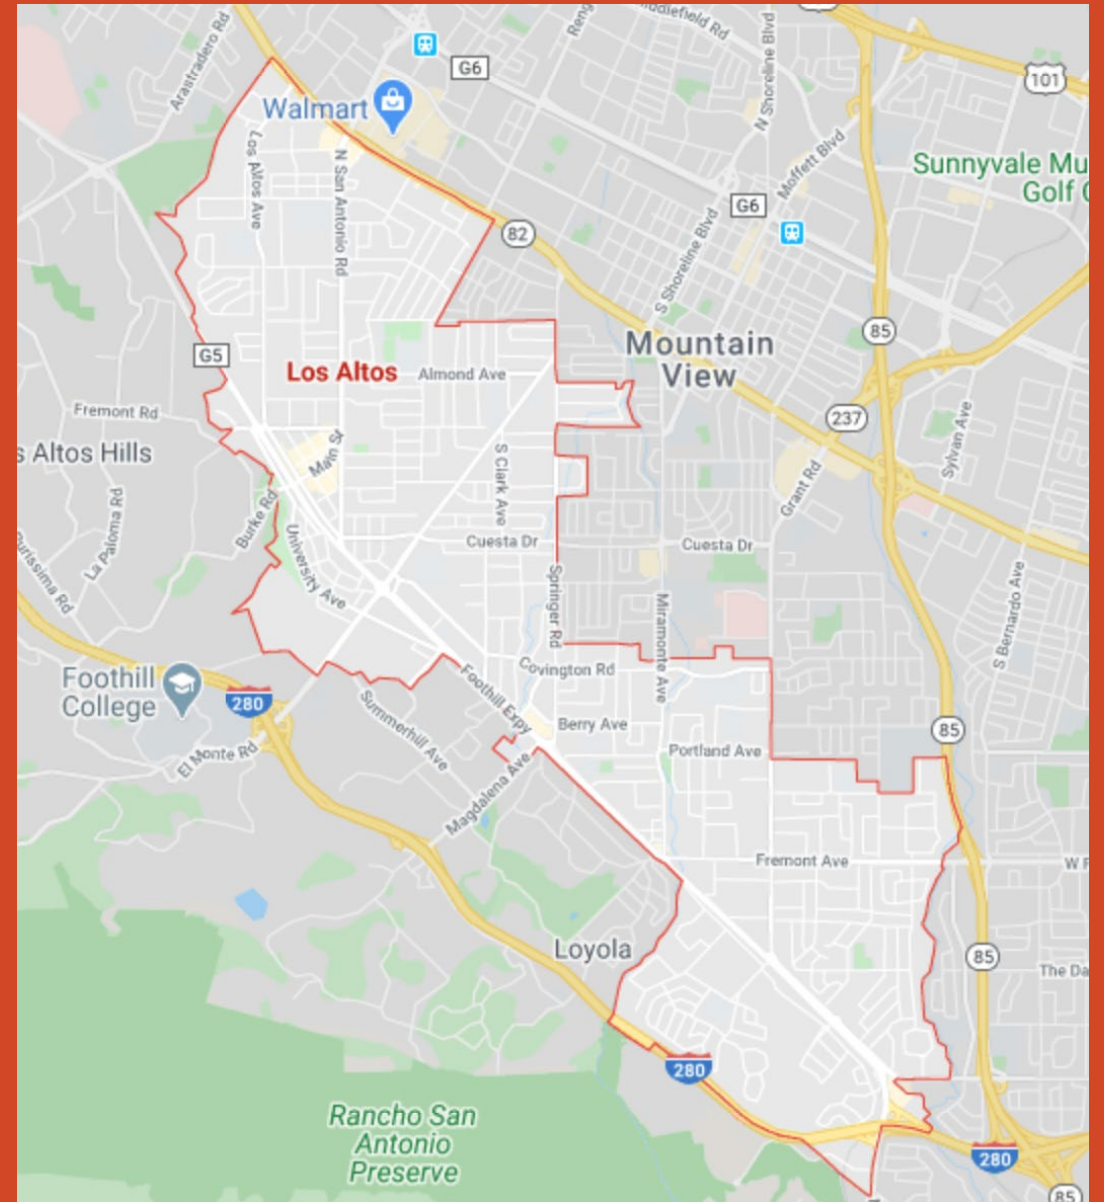 Arastradero Rd
Middlefield Rd
N Shoreline Blvd
G6
101
Walmart
Moffett Blvd
Sunnyvale Mu
Golf
Los Altos Ave
N San Antonio Rd
G6
82
S Shoreline Blvd
85
Mountain
View
G5
Los Altos
Almond Ave
Fremont Rd
237
Sylvan Ave
s Altos Hills
Main St
S Clark Ave
Grant Rd
La Paloma Rd
Burke Rd
University Ave
Cuesta Dr
Cuesta Dr
Purissima Rd
Springer Rd
Miramonte Ave
S Bernardo Ave
Foothill
College
280
Covington Rd
Foothill Expy
Summerhill Ave
Berry Ave
85
El Monte Rd
Portland Ave
Magdalena Ave
Fremont Ave
Loyola
85
The Da
280
Rancho San
Antonio
Preserve
280
85